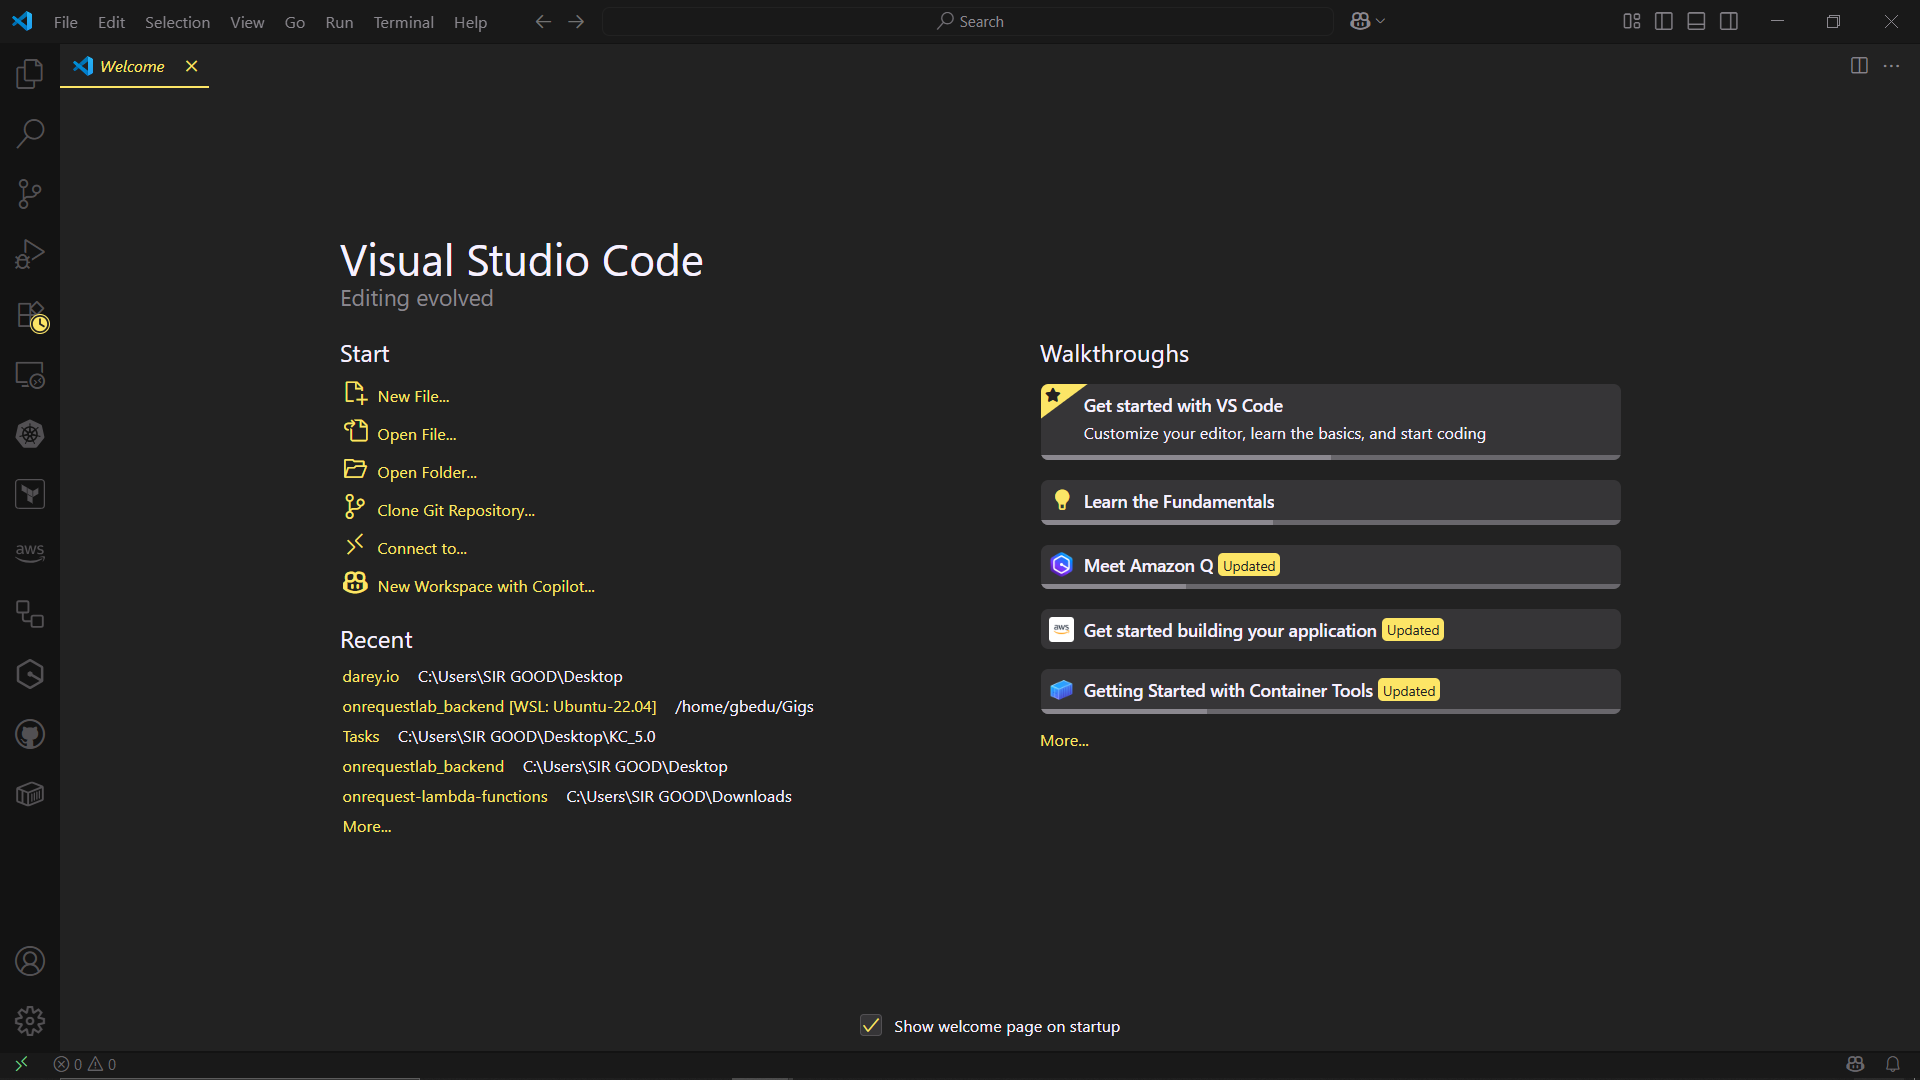 File Edit Selection View Go Run Terminal Help
Search
Welcome
Visual Studio Code
Editing evolved
Start
New File...
Open File...
Open Folder...
Clone Git Repository...
Connect to...
New Workspace with Copilot...
Recent
darey.io C:\Users\SIR GOOD\Desktop
onrequestlab_backend [WSL: Ubuntu-22.04] /home/gbedu/Gigs
Tasks C:\Users\SIR GOOD\Desktop\KC_5.0
onrequestlab_backend C:\Users\SIR GOOD\Desktop
onrequest-lambda-functions C:\Users\SIR GOOD\Downloads
More...
Walkthroughs
Get started with VS Code
Customize your editor, learn the basics, and start coding
Learn the Fundamentals
Meet Amazon Q Updated
aws Get started building your application Updated
Getting Started with Container Tools Updated
More...
aws
Show welcome page on startup
0 0